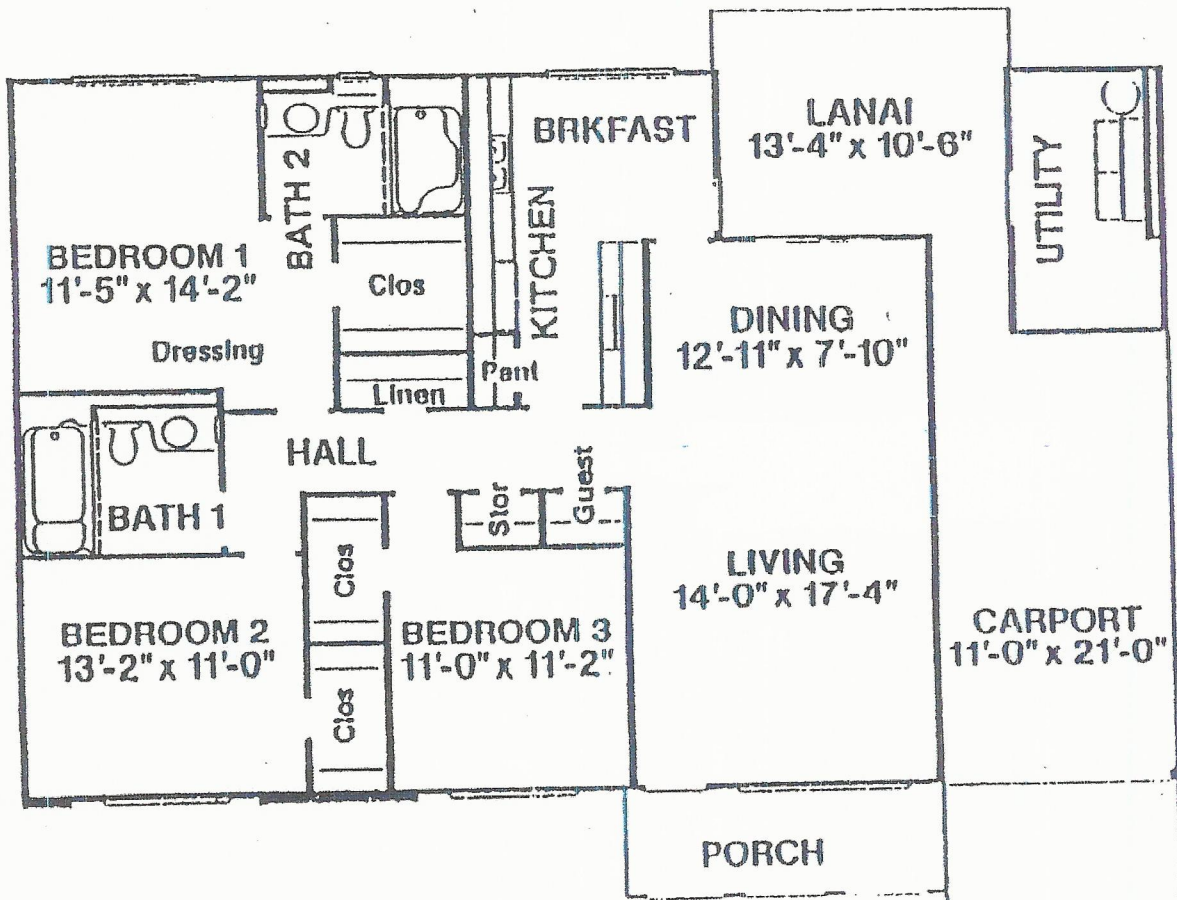 LANAI
13'-4" x 10'-6"
BRKFAST
UTILITY
BATH 2
KITCHEN
BEDROOM 1
11'-5" x 14'-2"
Clos
DINING
12'-11" x 7'-10"
Dressing
Pant
Linen
HALL
Guest
Stor
BATH 1
LIVING
14'-0" x 17'-4"
Clos
BEDROOM 2
13'-2" x 11'-0"
BEDROOM 3
11'-0" x 11'-2"
CARPORT
11'-0" x 21'-0"
Clos
PORCH